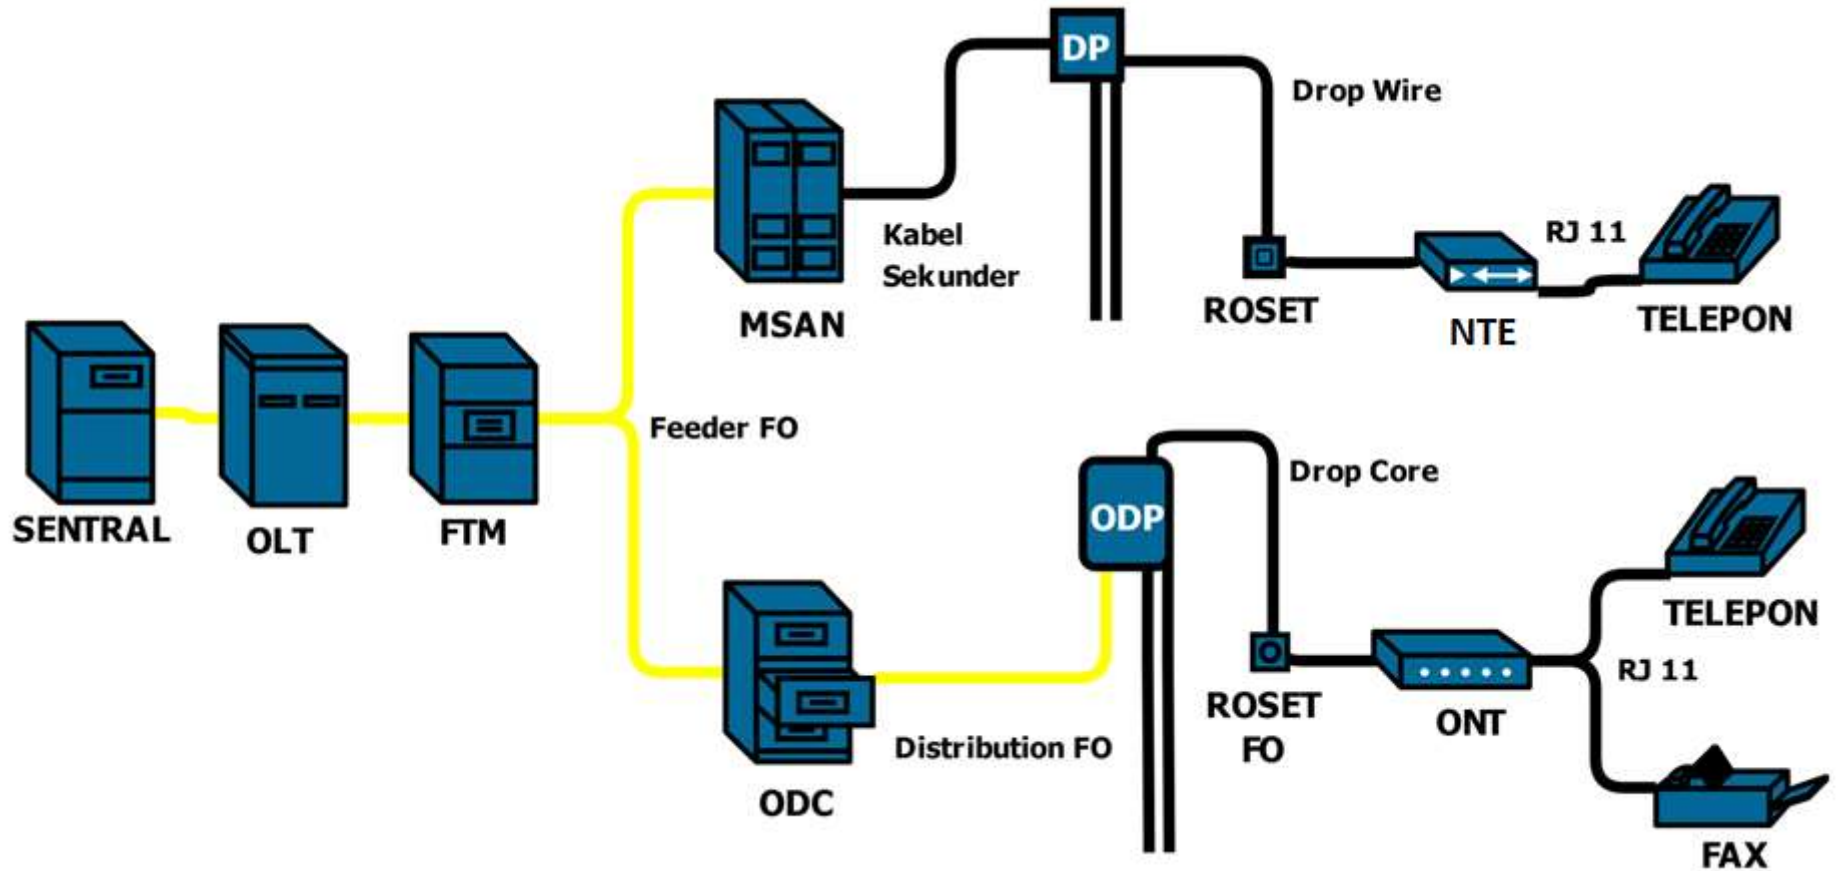 DP
Drop Wire
Kabel
Sekunder
MSAN
ROSET
NTE
RJ 11
TELEPON
SENTRAL
OLT
FTM
Feeder FO
ODP
Drop Core
ODC
Distribution FO
ROSET
FO
ONT
RJ 11
TELEPON
FAX